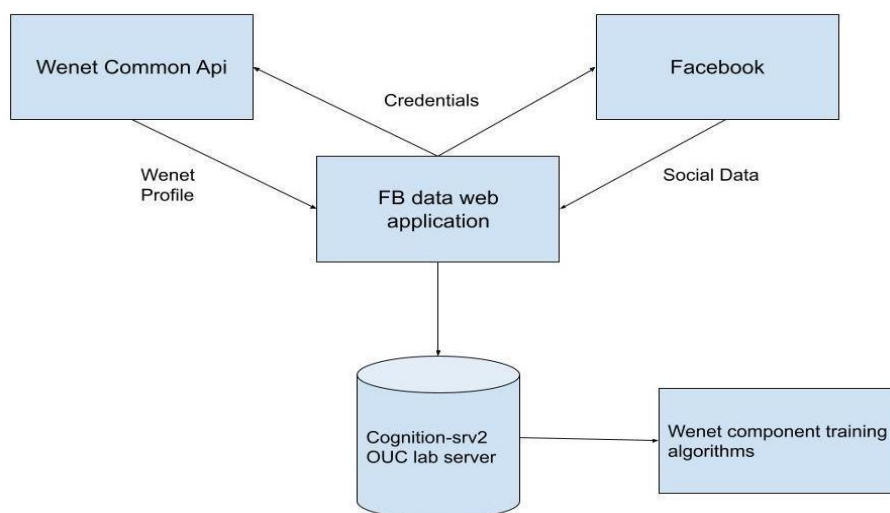 Wenet Common Api
Facebook
Credentials
Wenet
Profile
Social Data
FB data web
application
Cognition-srv2
OUC lab server
Wenet component training
algorithms